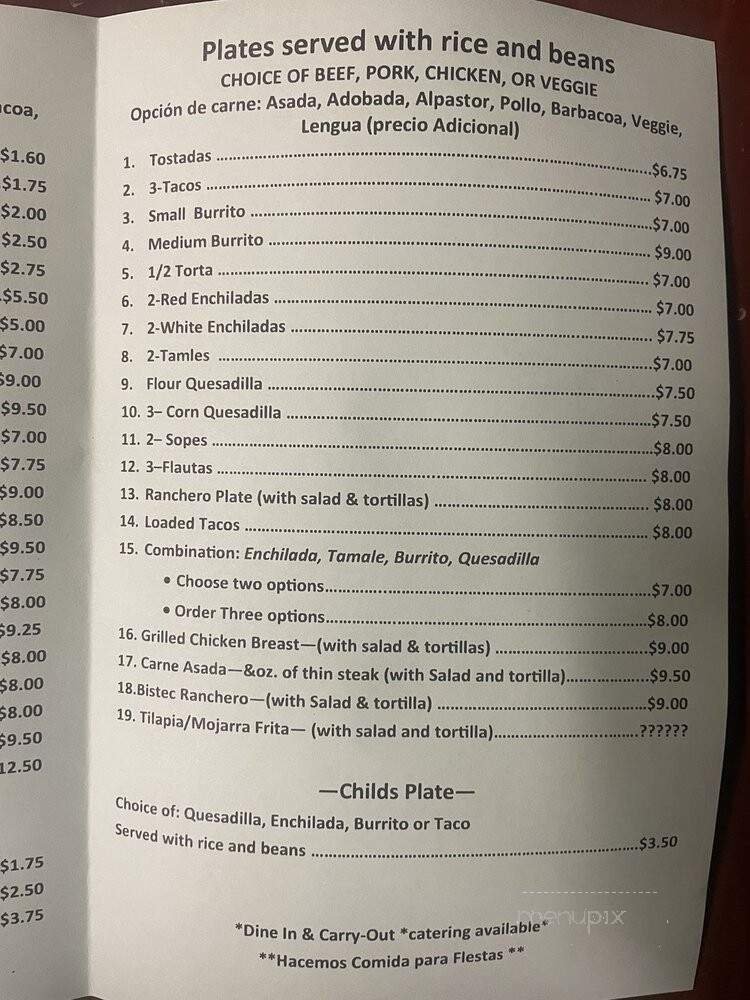 coa,
$1.60
$1.75
$2.00
$2.50
$2.75
$5.50
$5.00
$7.00
$9.00
$9.50
$7.00
$7.75
$9.00
$8.50
$9.50
$7.75
$8.00
$9.25
$8.00
$8.00
$8.00
$9.50
12.50
$1.75
$2.50
$3.75
Plates served with rice and beans
CHOICE OF BEEF, PORK, CHICKEN, OR VEGGIE
Opción de carne: Asada, Adobada, Alpastor, Pollo, Barbacoa, Veggie,
Lengua (precio Adicional)
1. Tostadas ........ $6.75
2. 3-Tacos ........ $7.00
3. Small Burrito ........ $7.00
4. Medium Burrito ........ $9.00
5. 1/2 Torta ........ $7.00
6. 2-Red Enchiladas ........ $7.00
7. 2-White Enchiladas ........ $7.75
8. 2-Tamles ........ $7.00
9. Flour Quesadilla ........ $7.50
10. 3– Corn Quesadilla ........ $7.50
11. 2– Sopes ........ $8.00
12. 3–Flautas ........ $8.00
13. Ranchero Plate (with salad & tortillas) ........ $8.00
14. Loaded Tacos ........ $8.00
15. Combination: Enchilada, Tamale, Burrito, Quesadilla
• Choose two options........ $7.00
• Order Three options........ $8.00
16. Grilled Chicken Breast—(with salad & tortillas) ........ $9.00
17. Carne Asada—&oz. of thin steak (with Salad and tortilla)........ $9.50
18.Bistec Ranchero—(with Salad & tortilla) ........ $9.00
19. Tilapia/Mojarra Frita— (with salad and tortilla)........ ??????
—Childs Plate—
Choice of: Quesadilla, Enchilada, Burrito or Taco
Served with rice and beans ........ $3.50
menupix
*Dine In & Carry-Out *catering available*
**Hacemos Comida para FIestas **